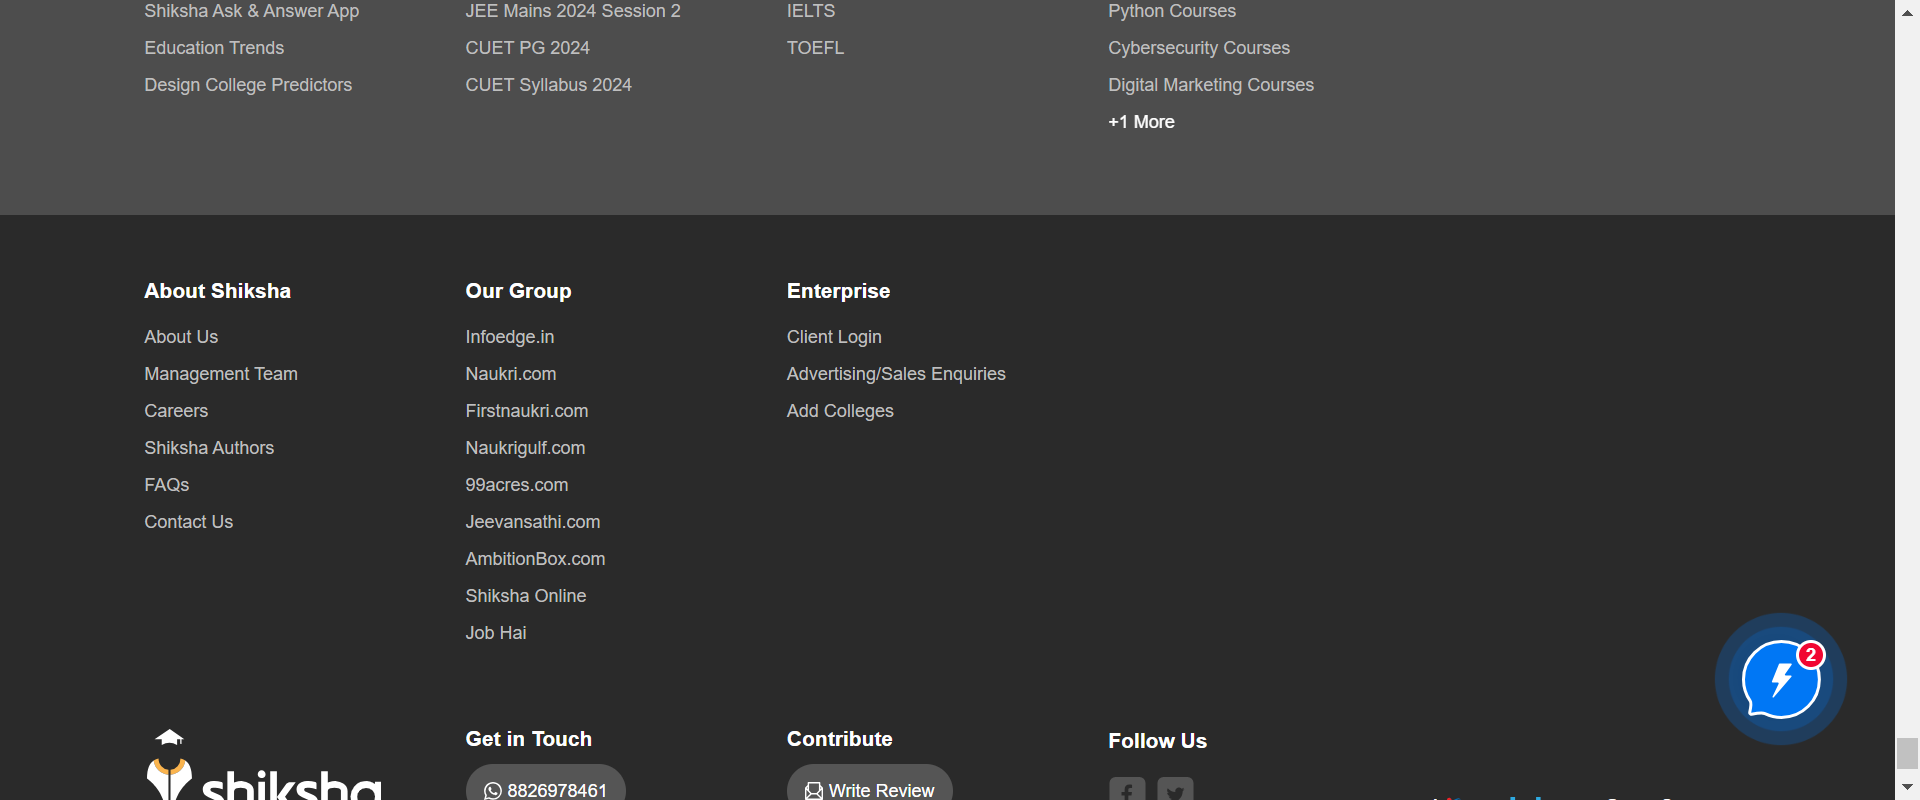 Shiksha Ask & Answer App
Education Trends
Design College Predictors
JEE Mains 2024 Session 2
CUET PG 2024
CUET Syllabus 2024
IELTS
TOEFL
Python Courses
Cybersecurity Courses
Digital Marketing Courses
+1 More
About Shiksha
About Us
Management Team
Careers
Shiksha Authors
FAQs
Contact Us
Our Group
Infoedge.in
Naukri.com
Firstnaukri.com
Naukrigulf.com
99acres.com
Jeevansathi.com
AmbitionBox.com
Shiksha Online
Job Hai
Enterprise
Client Login
Advertising/Sales Enquiries
Add Colleges
2
shiksha
Get in Touch
8826978461
Contribute
Write Review
Follow Us